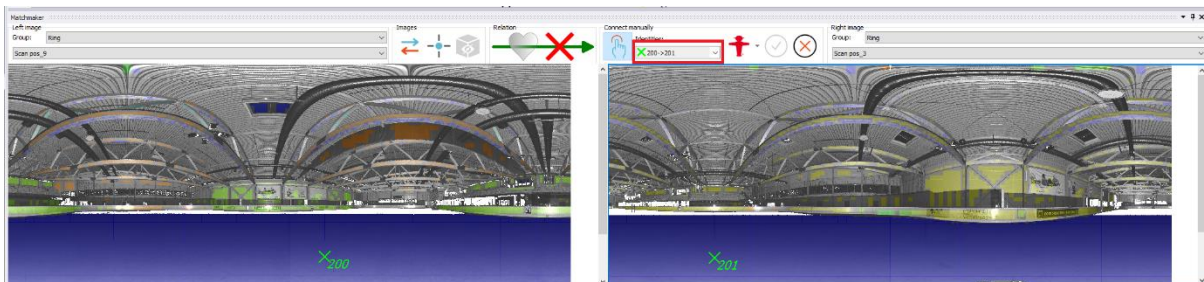 Matchmaker
Left image
Images
Relation
Connect manually
Right image
Group:
Ring
Identifier:
Group:
Ring
Scan pos_9
200->201
Scan pos_3
200
201